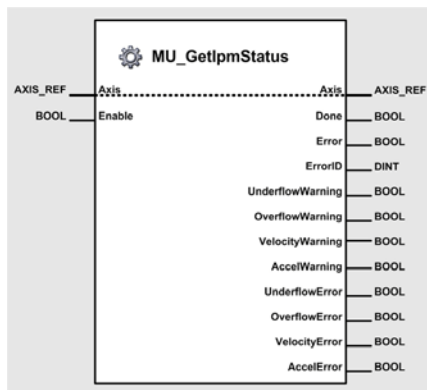 MU_GetIpmStatus
AXIS_REF Axis Axis AXIS_REF
BOOL Enable Done BOOL
Error BOOL
ErrorID DINT
UnderflowWarning BOOL
OverflowWarning BOOL
VelocityWarning BOOL
AccelWarning BOOL
UnderflowError BOOL
OverflowError BOOL
VelocityError BOOL
AccelError BOOL